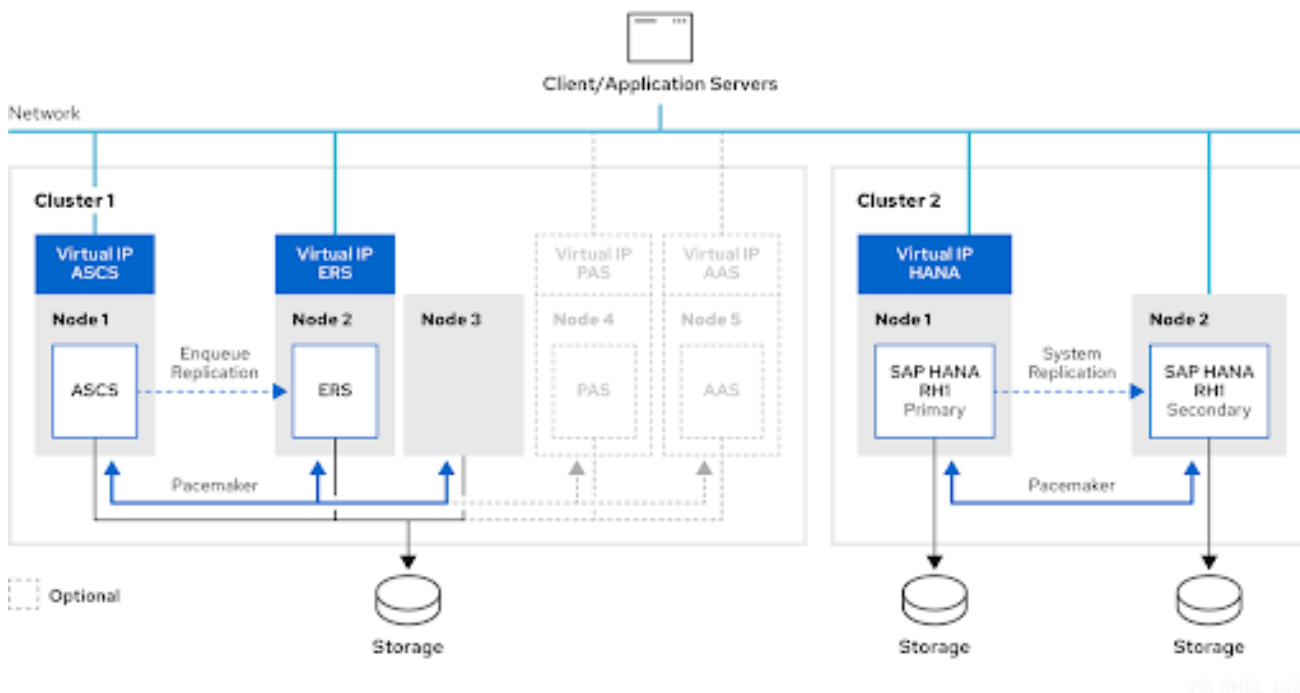 Client/Application Servers
Network
Cluster 1
Virtual IP
ASCS
Node 1
ASCS
Enqueue
Replication
Virtual IP
ERS
Node 2
ERS
Node 3
Virtual IP
PAS
Node 4
PAS
Virtual IP
AAS
Node 5
AAS
Pacemaker
Storage
Optional
Cluster 2
Virtual IP
HANA
Node 1
SAP HANA
RH1
Primary
System
Replication
Node 2
SAP HANA
RH1
Secondary
Pacemaker
Storage
Storage